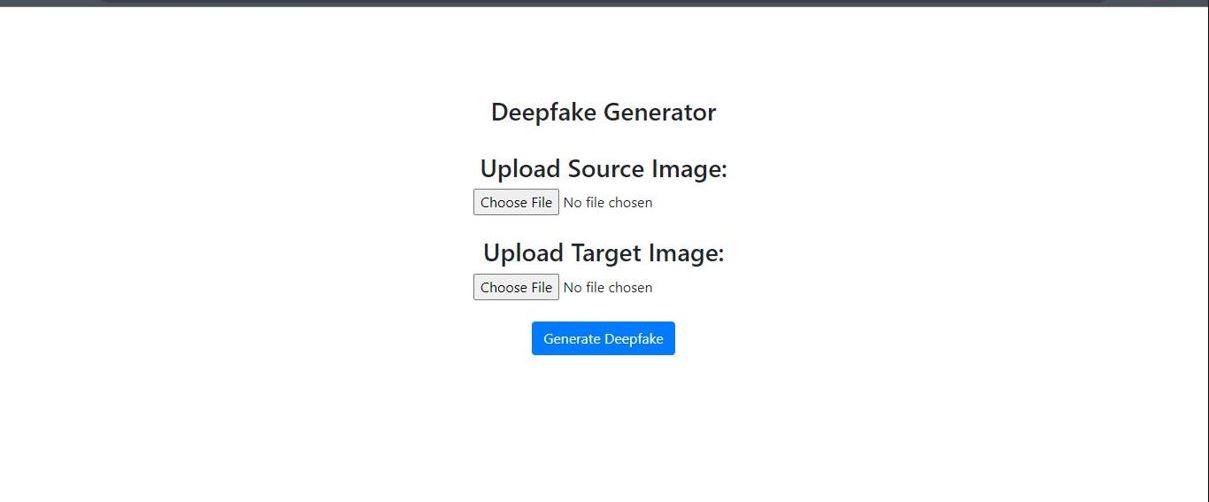 Deepfake Generator
Upload Source Image:
Choose File No file chosen
Upload Target Image:
Choose File No file chosen
Generate Deepfake